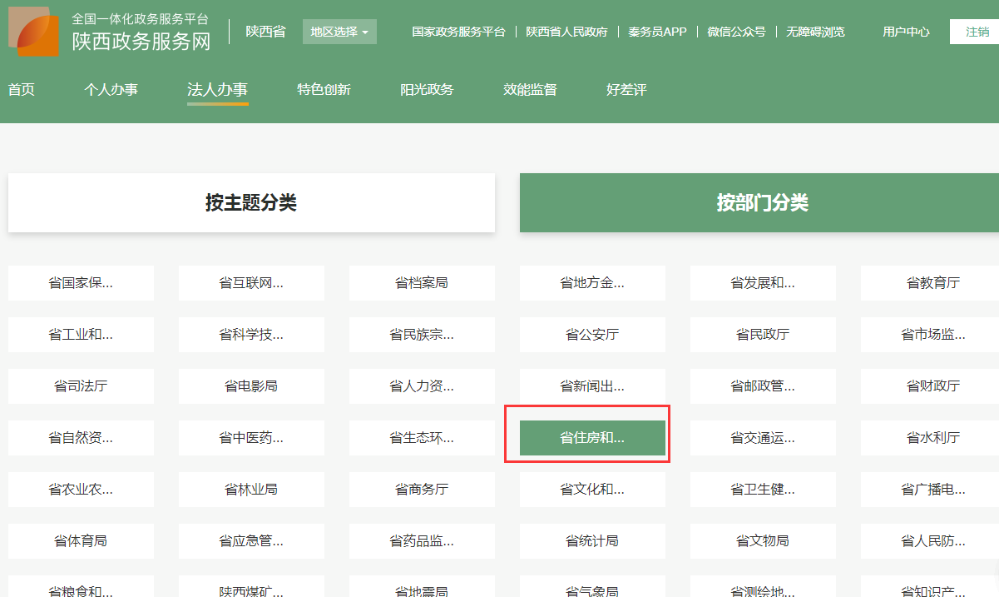 全国一体化政务服务平台
陕西政务服务网
陕西省
地区选择
国家政务服务平台
陕西省人民政府
秦务员APP
微信公众号
无障碍浏览
用户中心
注销
首页
个人办事
法人办事
特色创新
阳光政务
效能监督
好差评
按主题分类
按部门分类
省国家保...
省互联网...
省档案局
省地方金...
省发展和...
省教育厅
省工业和...
省科学技...
省民族宗...
省公安厅
省民政厅
省市场监...
省司法厅
省电影局
省人力资...
省新闻出...
省邮政管...
省财政厅
省自然资...
省中医药...
省生态环...
省住房和...
省交通运...
省水利厅
省农业农...
省林业局
省商务厅
省文化和...
省卫生健...
省广播电...
省体育局
省应急管...
省药品监...
省统计局
省文物局
省人民防...
省粮食和...
陕西煤矿...
省地震局
省气象局
省测绘地...
省知识产...